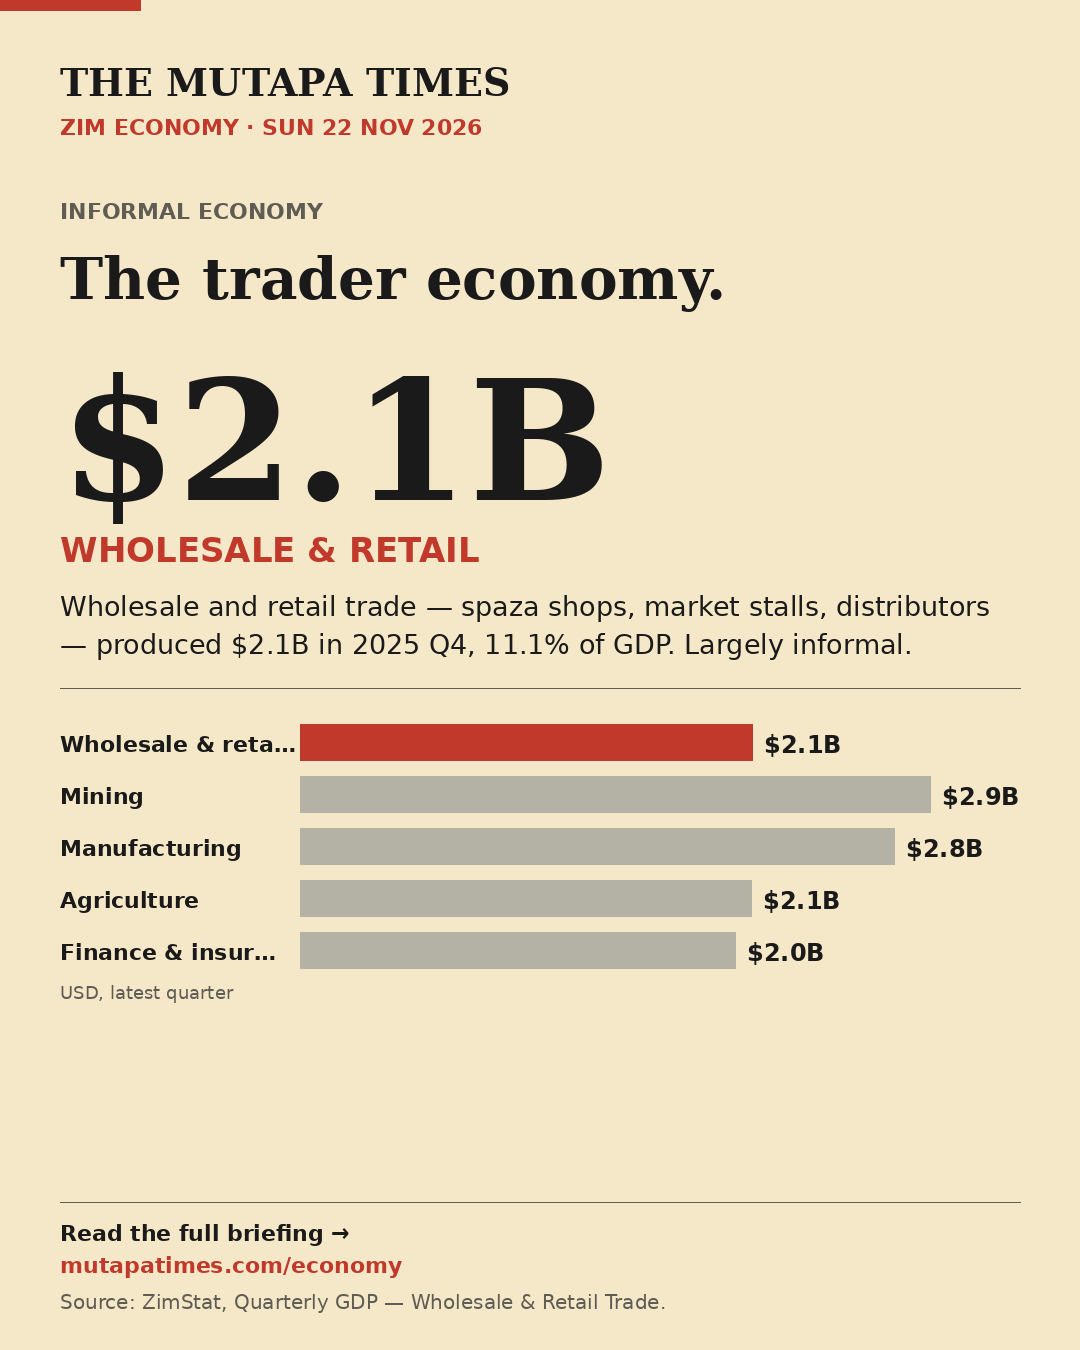 THE MUTAPA TIMES
ZIM ECONOMY · SUN 22 NOV 2026
INFORMAL ECONOMY
The trader economy.
$2.1B
WHOLESALE & RETAIL
Wholesale and retail trade — spaza shops, market stalls, distributors
— produced $2.1B in 2025 Q4, 11.1% of GDP. Largely informal.
Wholesale & reta… $2.1B
Mining $2.9B
Manufacturing $2.8B
Agriculture $2.1B
Finance & insur… $2.0B
USD, latest quarter
Read the full briefing →
mutapatimes.com/economy
Source: ZimStat, Quarterly GDP — Wholesale & Retail Trade.